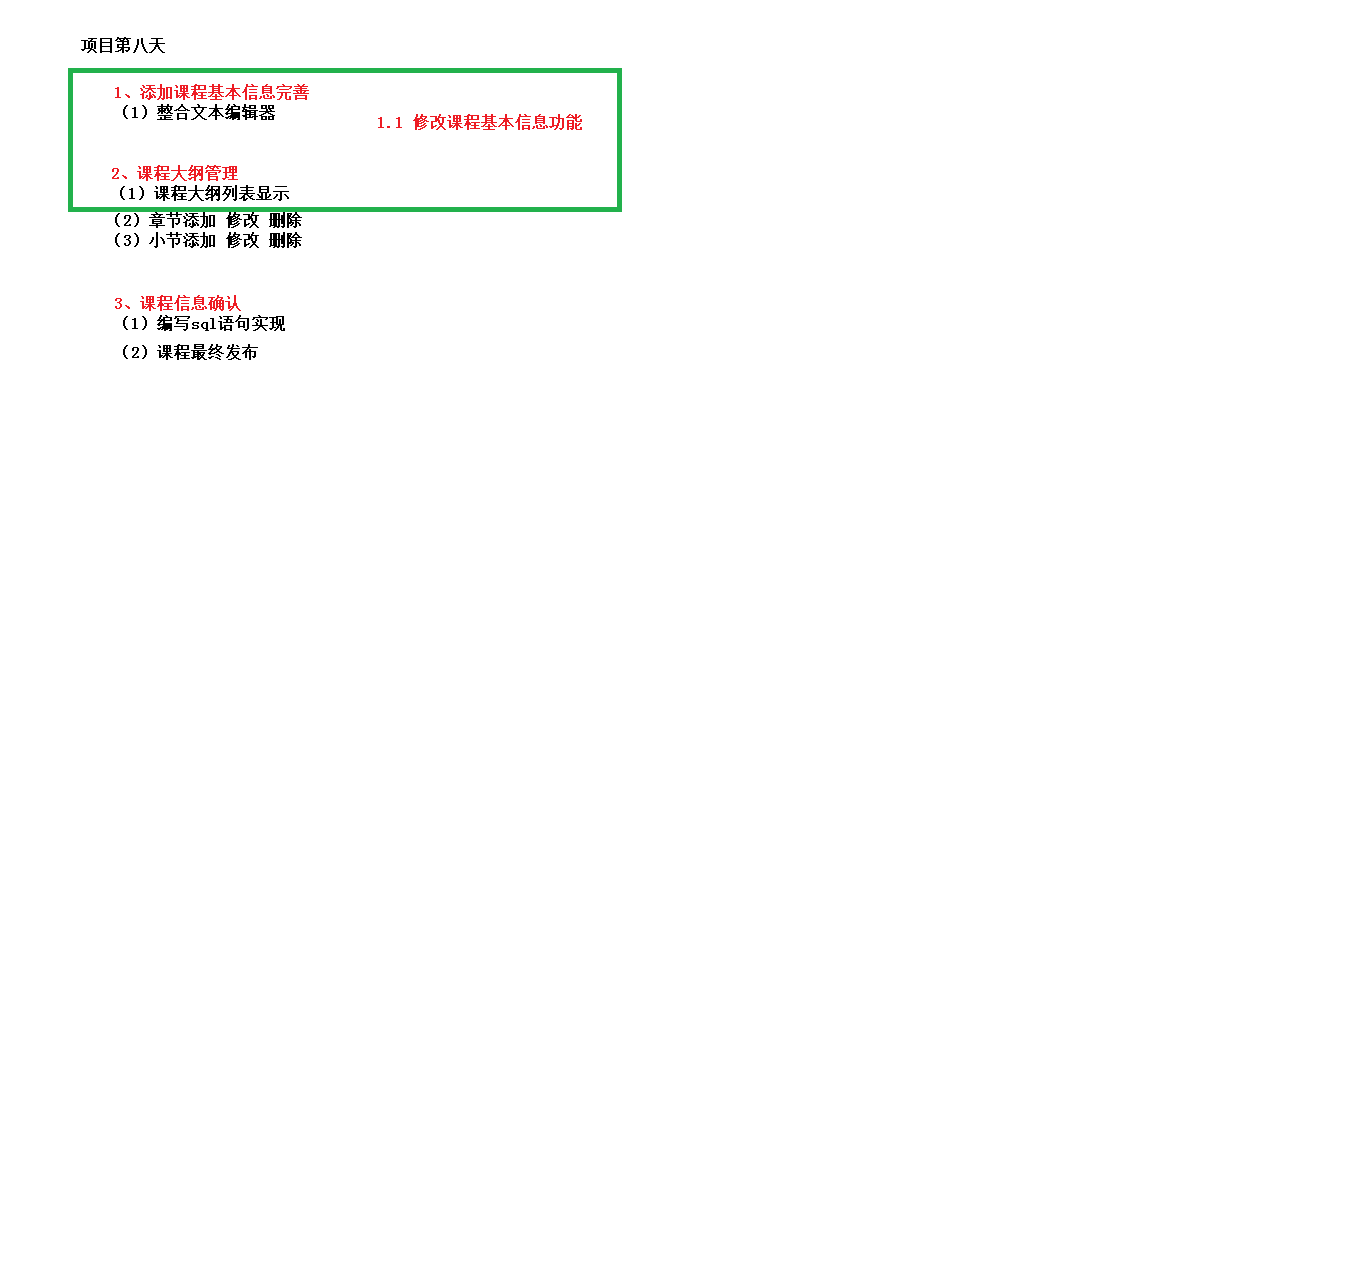 项目第八天
1、添加课程基本信息完善
（1）整合文本编辑器
1.1 修改课程基本信息功能
2、课程大纲管理
（1）课程大纲列表显示
（2）章节添加 修改 删除
（3）小节添加 修改 删除
3、课程信息确认
（1）编写sql语句实现
（2）课程最终发布